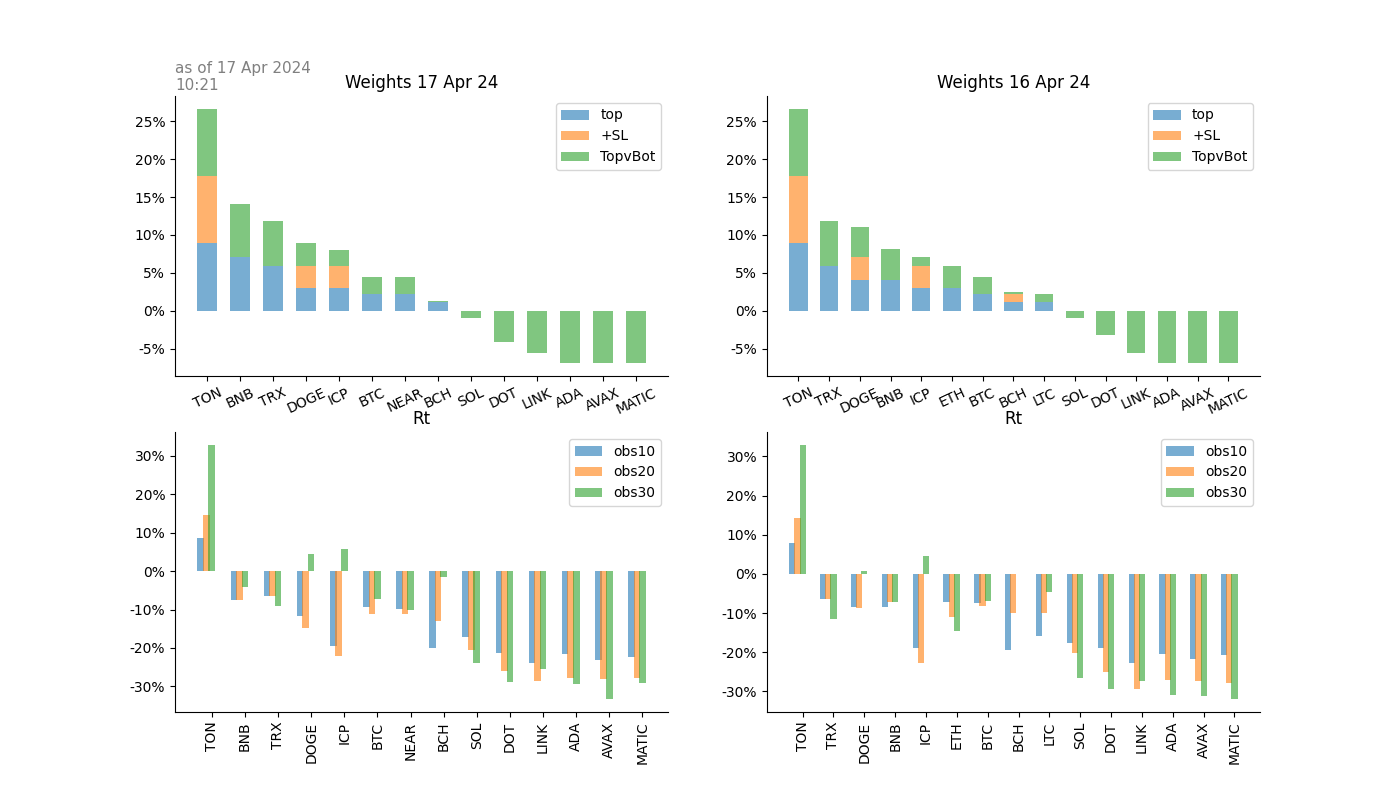 as of 17 Apr 2024
10:21
Weights 17 Apr 24
25%
20%
15%
10%
5%
0%
-5%
top
+SL
TopvBot
TON BNB TRX DOGE ICP BTC NEAR BCH SOL DOT LINK ADA AVAX MATIC
Weights 16 Apr 24
25%
20%
15%
10%
5%
0%
-5%
top
+SL
TopvBot
TON TRX DOGE BNB ICP ETH BTC BCH LTC SOL DOT LINK ADA AVAX MATIC
Rt
30%
20%
10%
0%
-10%
-20%
-30%
obs10
obs20
obs30
TON BNB TRX DOGE ICP BTC NEAR BCH SOL DOT LINK ADA AVAX MATIC
Rt
30%
20%
10%
0%
-10%
-20%
-30%
obs10
obs20
obs30
TON TRX DOGE BNB ICP ETH BTC BCH LTC SOL DOT LINK ADA AVAX MATIC